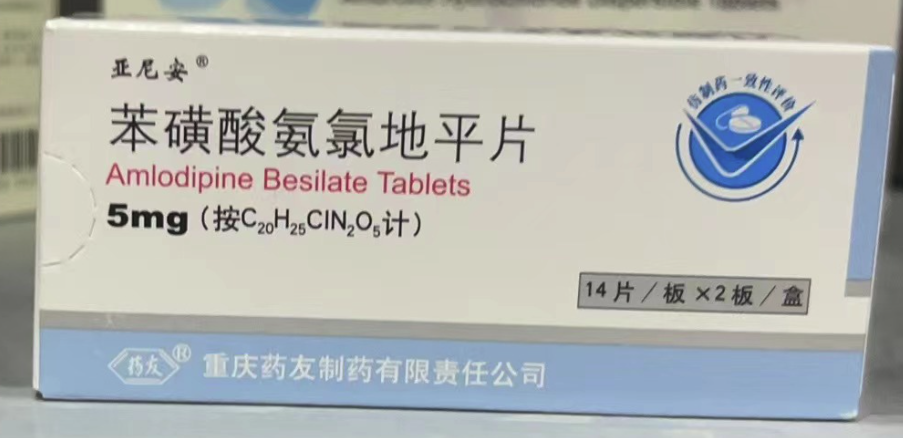 亚尼安®
苯磺酸氨氯地平片
Amlodipine Besilate Tablets
5mg（按C₂₀H₂₅ClN₂O₅计）
仿制药一致性评价
14片／板×2板／盒
药友® 重庆药友制药有限责任公司